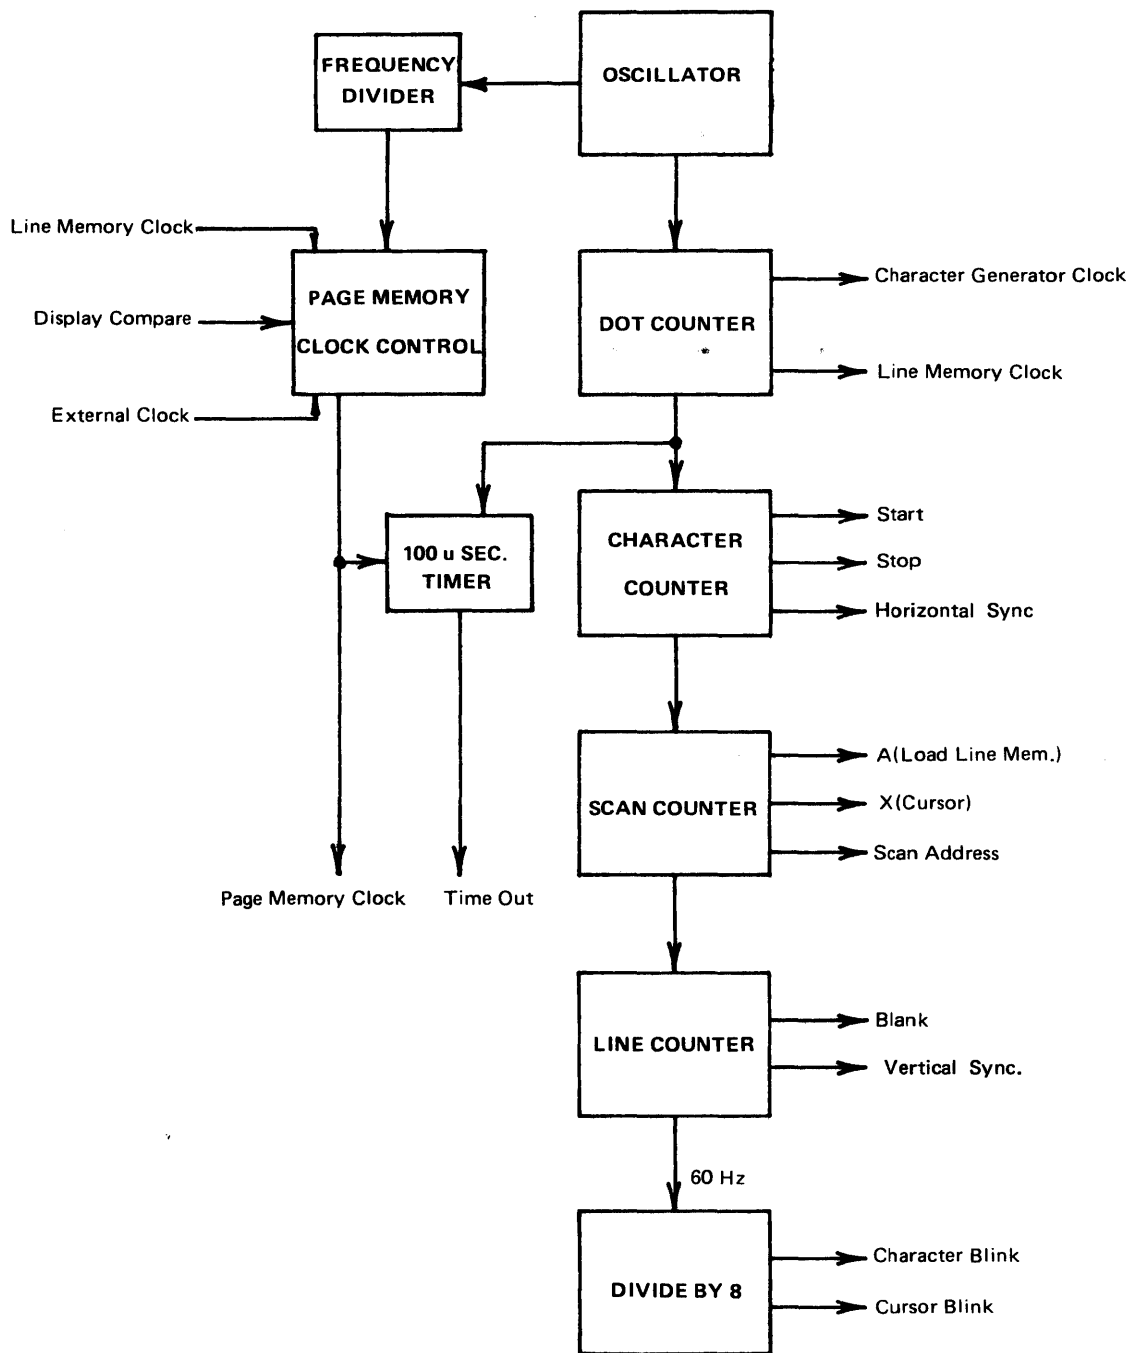 FREQUENCY
DIVIDER
OSCILLATOR
Line Memory Clock
Display Compare
External Clock
PAGE MEMORY
CLOCK CONTROL
DOT COUNTER
Character Generator Clock
Line Memory Clock
100 u SEC.
TIMER
CHARACTER
COUNTER
Start
Stop
Horizontal Sync
SCAN COUNTER
A(Load Line Mem.)
X(Cursor)
Scan Address
Page Memory Clock
Time Out
LINE COUNTER
Blank
Vertical Sync.
60 Hz
DIVIDE BY 8
Character Blink
Cursor Blink